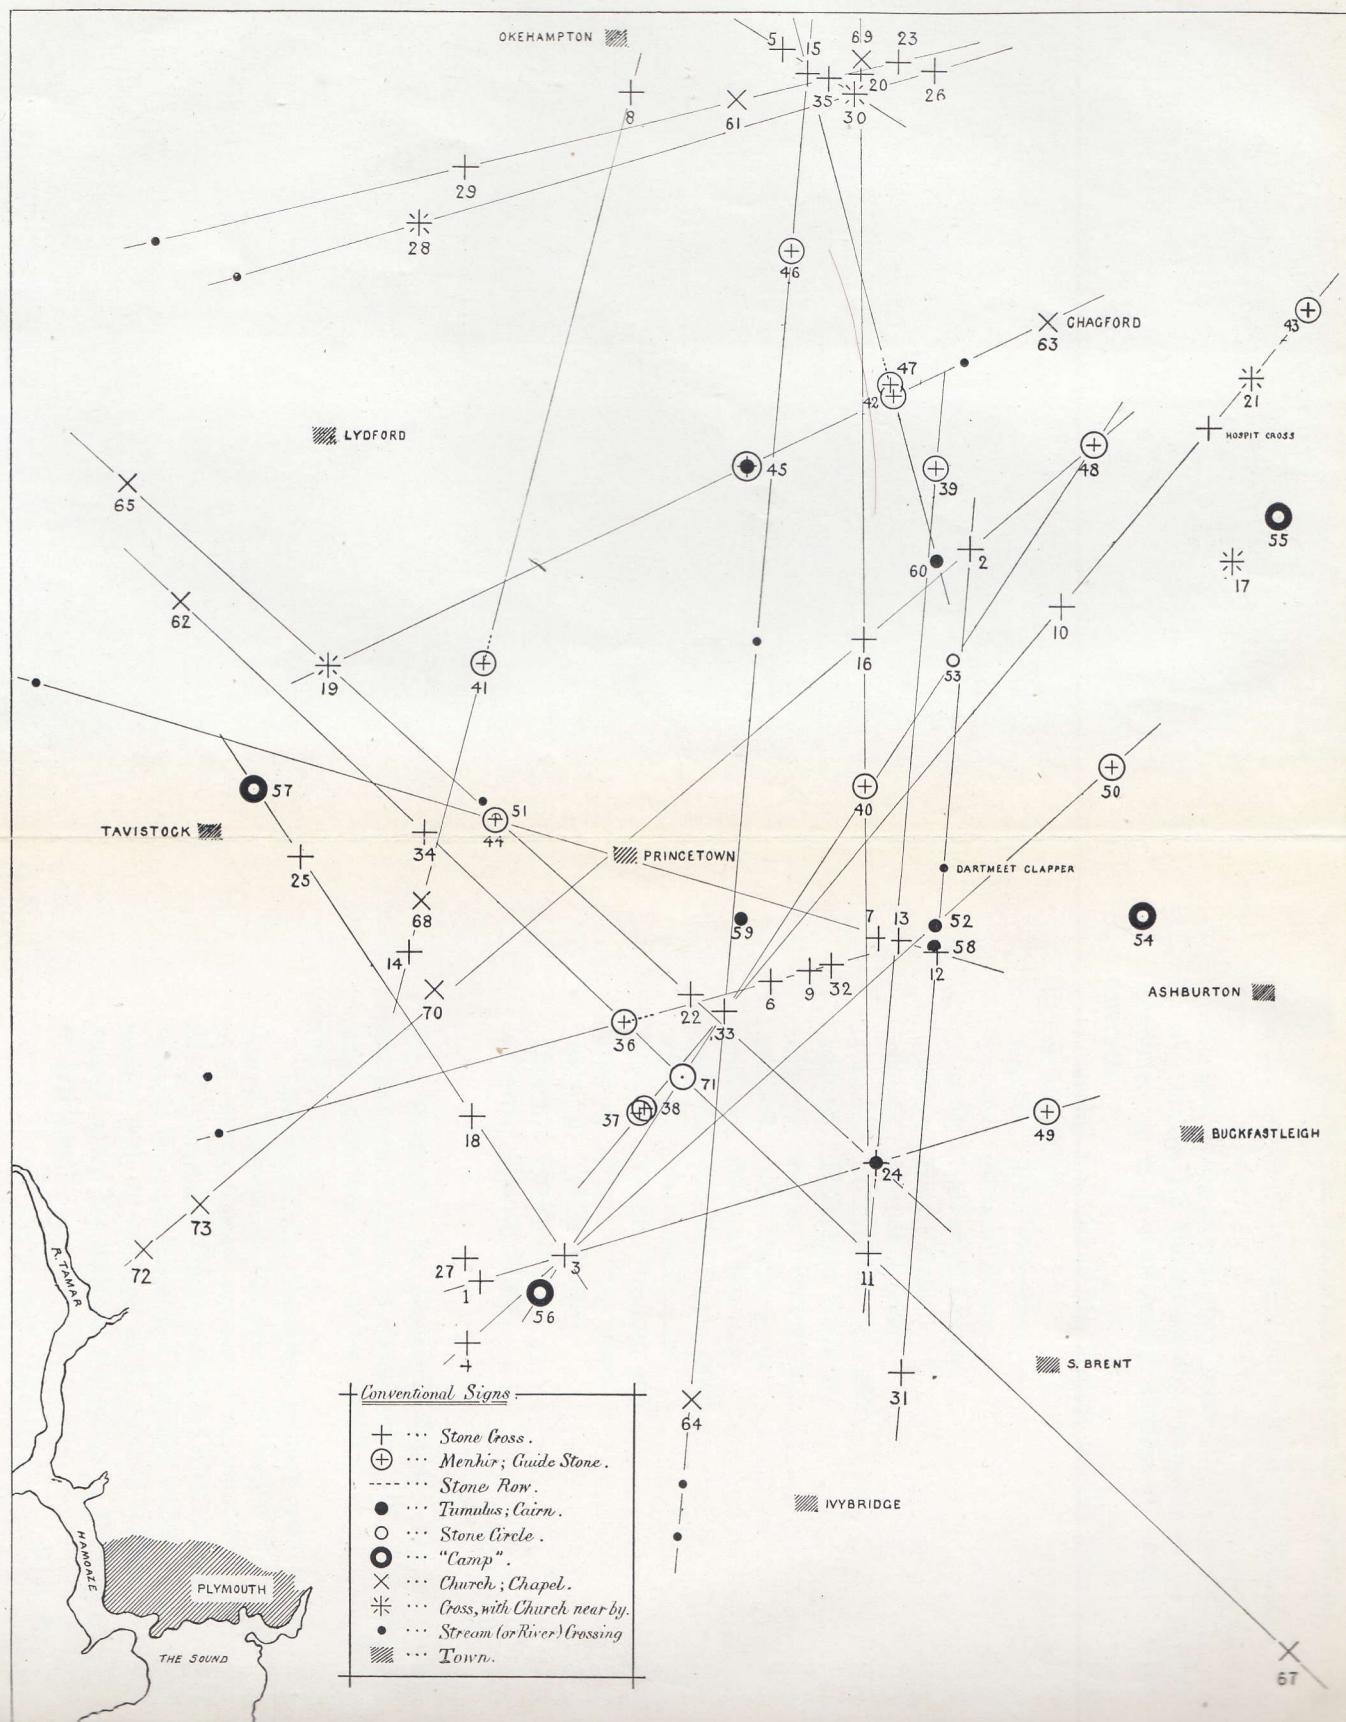 OKEHAMPTON
5
15
69
23
8
61
35
30
20
26
29
28
46
CHAGFORD
63
43
47
42
21
HOSPIT CROSS
LYDFORD
45
39
48
65
55
60
2
17
62
10
19
41
16
53
57
51
44
40
50
TAVISTOCK
34
PRINCETOWN
25
DARTMEET CLAPPER
68
59
7
13
52
58
12
54
14
70
6
9
32
ASHBURTON
22
33
36
71
37
38
18
49
BUCKFASTLEIGH
24
73
72
R. TAMAR
27
1
3
11
56
4
S. BRENT
31
64
Conventional Signs.
... Stone Cross.
... Menhir; Guide Stone.
... Stone Row.
... Tumulus; Cairn.
... Stone Circle.
... "Camp".
... Church; Chapel.
... Cross, with Church near by.
... Stream (or River) Crossing
... Town.
IVYBRIDGE
HAMOAZE
PLYMOUTH
THE SOUND
67